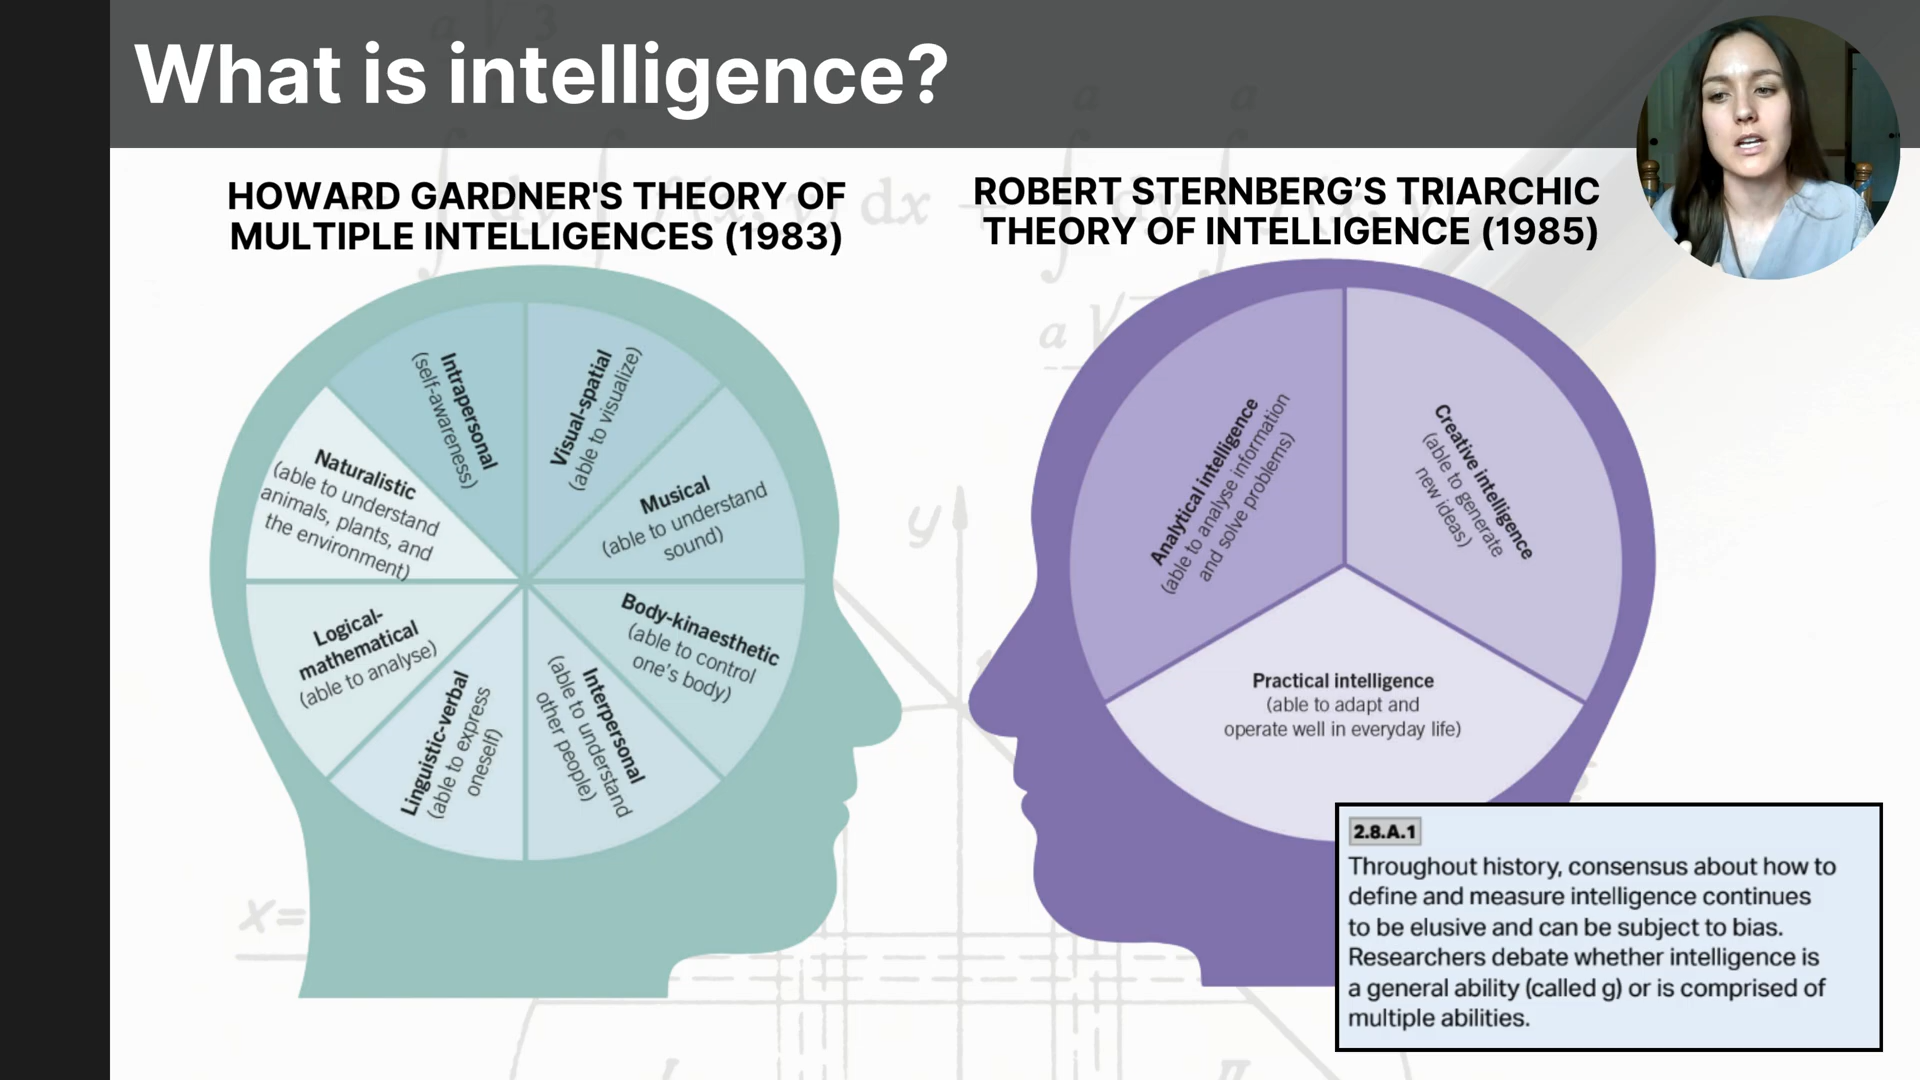 What is intelligence?
HOWARD GARDNER'S THEORY OF
MULTIPLE INTELLIGENCES (1983)
Intrapersonal
(self-awareness)
Visual-spatial
(able to visualize)
Musical
(able to understand
sound)
Body-kinaesthetic
(able to control
one's body)
Interpersonal
(able to understand
other people)
Linguistic-verbal
(able to express
oneself)
Logical-
mathematical
(able to analyse)
Naturalistic
(able to understand
animals, plants, and
the environment)
ROBERT STERNBERG’S TRIARCHIC
THEORY OF INTELLIGENCE (1985)
Analytical intelligence
(able to analyse information
and solve problems)
Creative intelligence
(able to generate
new ideas)
Practical intelligence
(able to adapt and
operate well in everyday life)
2.8.A.1
Throughout history, consensus about how to
define and measure intelligence continues
to be elusive and can be subject to bias.
Researchers debate whether intelligence is
a general ability (called g) or is comprised of
multiple abilities.
y
x=